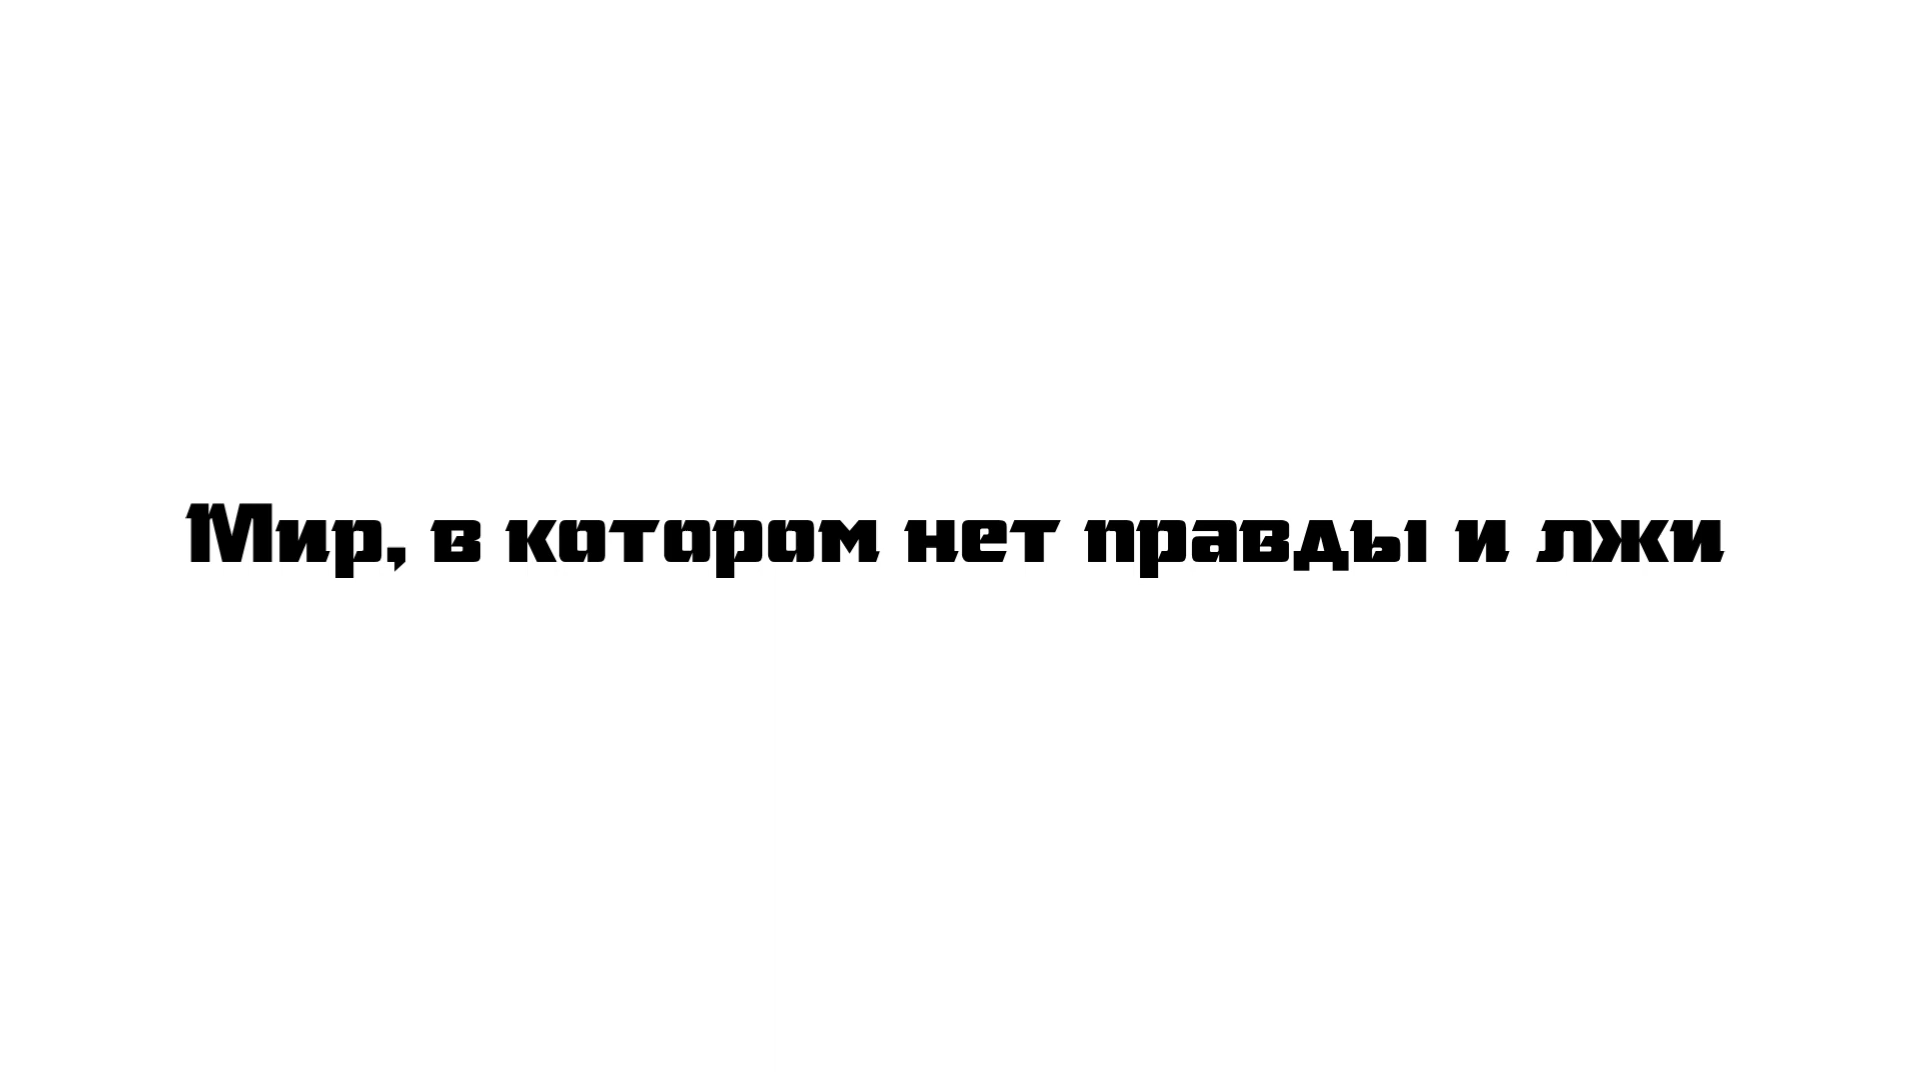 Мир, в котором нет правды и лжи